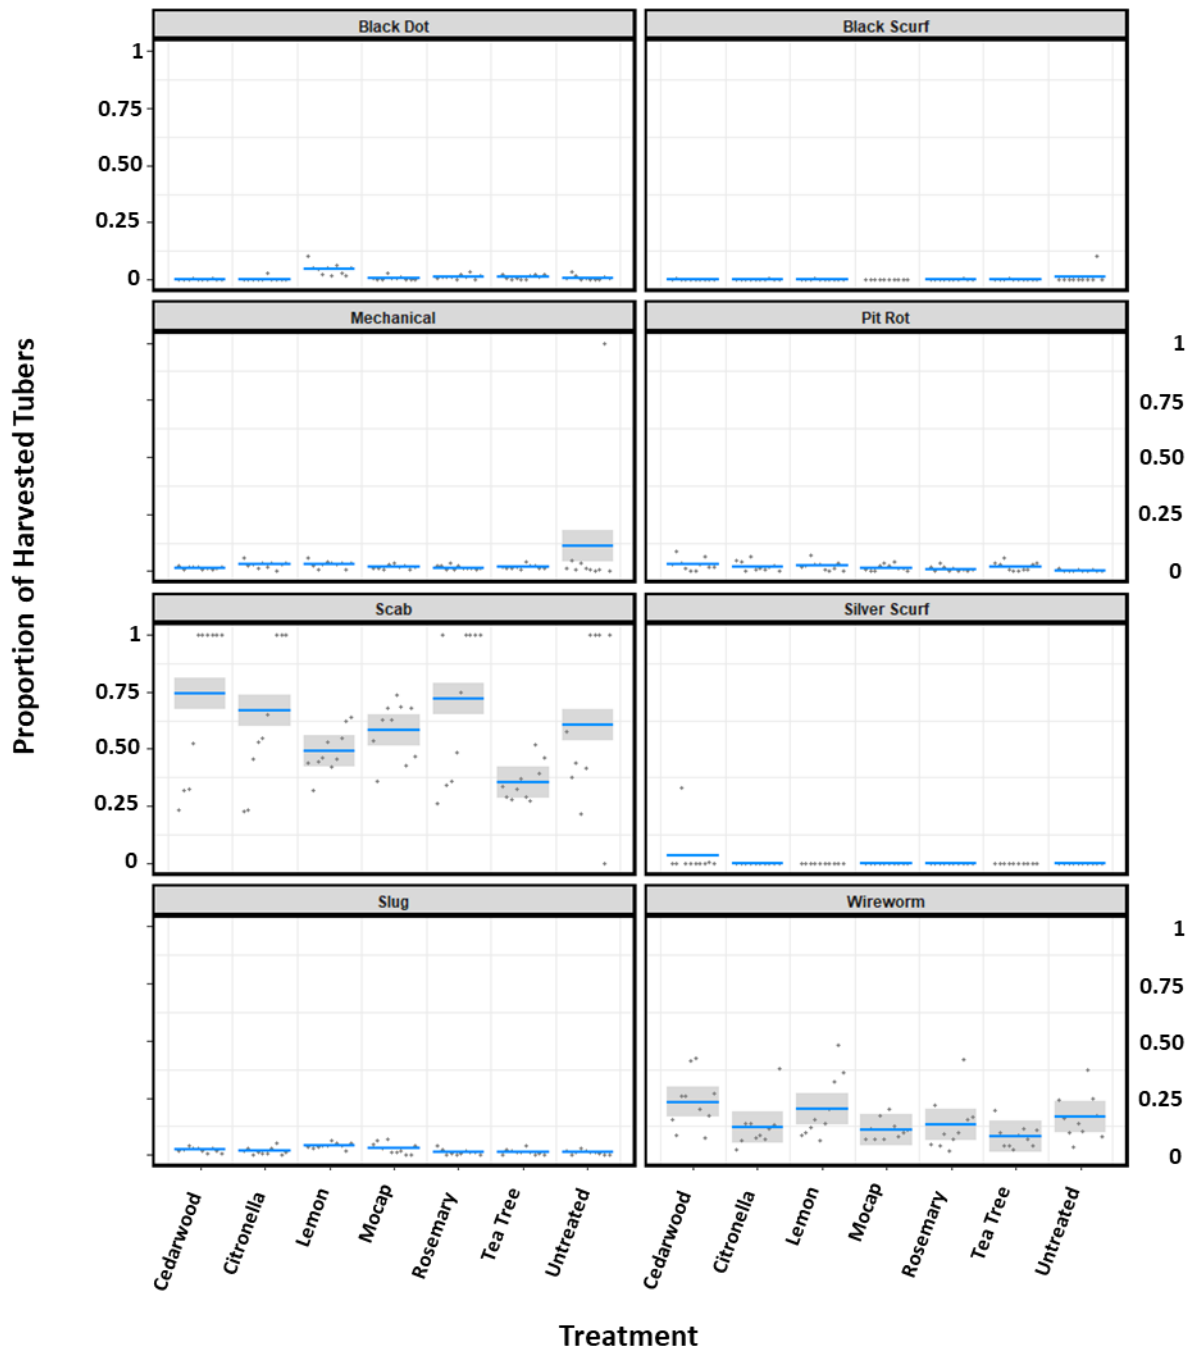 Black Dot
Black Scurf
1
0.75
0.50
0.25
0
Mechanical
Pit Rot
1
0.75
0.50
0.25
0
Proportion of Harvested Tubers
Scab
Silver Scurf
1
0.75
0.50
0.25
0
Slug
Wireworm
1
0.75
0.50
0.25
0
Cedarwood
Citronella
Lemon
Mocap
Rosemary
Tea Tree
Untreated
Cedarwood
Citronella
Lemon
Mocap
Rosemary
Tea Tree
Untreated
Treatment